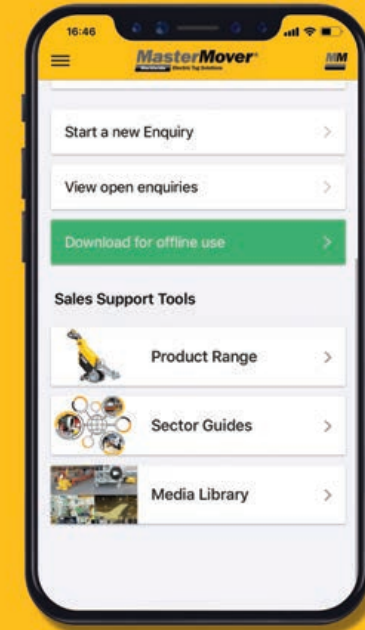 16:46
MasterMover®
Worldwide Electric Tug Solutions
MM
Start a new Enquiry
View open enquiries
Download for offline use
Sales Support Tools
Product Range
Sector Guides
Media Library